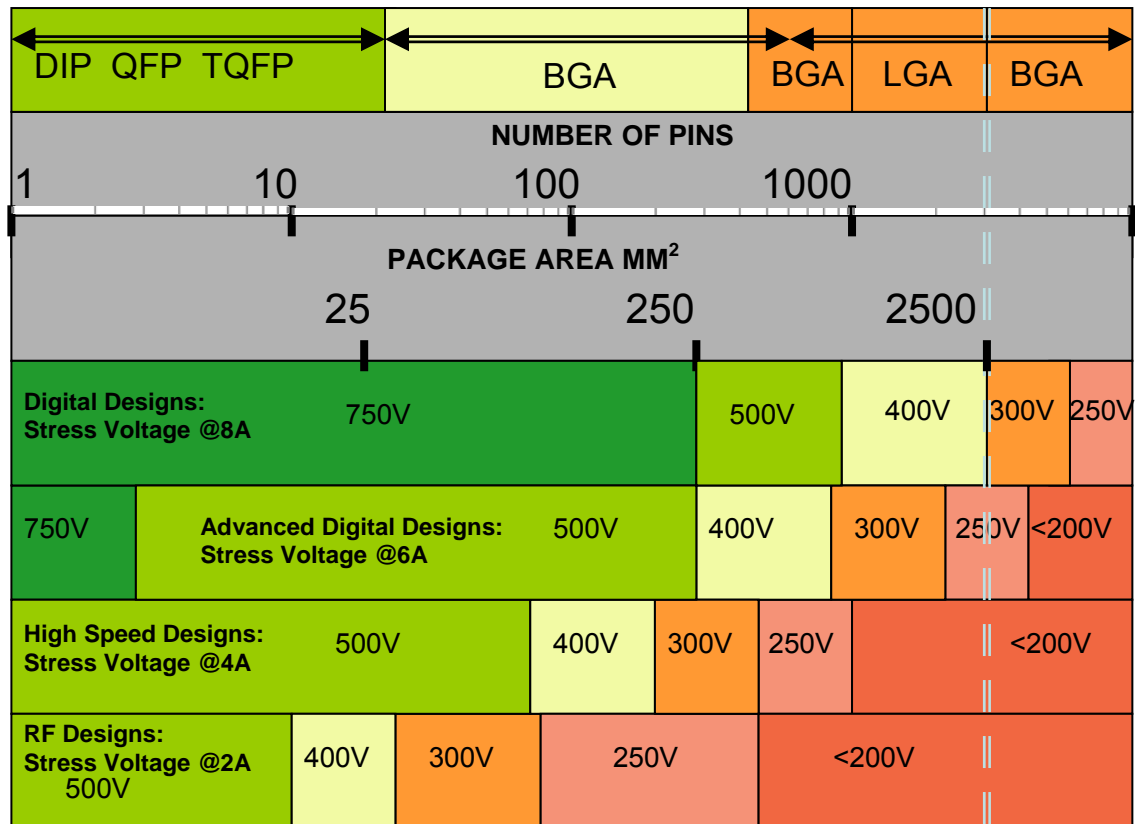 DIP QFP TQFP
BGA
BGA
LGA
BGA
NUMBER OF PINS
1
10
100
1000
PACKAGE AREA MM²
25
250
2500
Digital Designs:
Stress Voltage @8A
750V
500V
400V
300V
250V
750V
Advanced Digital Designs:
Stress Voltage @6A
500V
400V
300V
250V
<200V
High Speed Designs:
Stress Voltage @4A
500V
400V
300V
250V
<200V
RF Designs:
Stress Voltage @2A
500V
400V
300V
250V
<200V